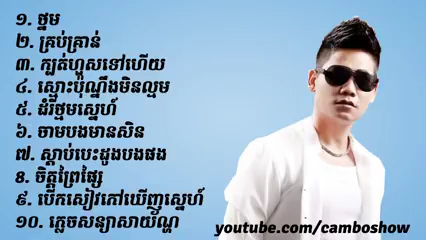 ១. ថ្នម
២. គ្រប់គ្រាន់
៣. ក្បត់ហួសទៅហើយ
៤. ស្មោះប៉ុណ្ណឹងមិនល្មម
៥. ដំរីថ្មមស្នេហ៍
៦. ចាមបងមានសិន
៧. ស្ដាប់បេះដូងបងផង
៨. ចិត្តព្រៃផ្សៃ
៩. បើកសៀវភៅឃើញស្នេហ៍
១០. ភ្លេចសន្យាសាយ័ណ្ហ
youtube.com/camboshow